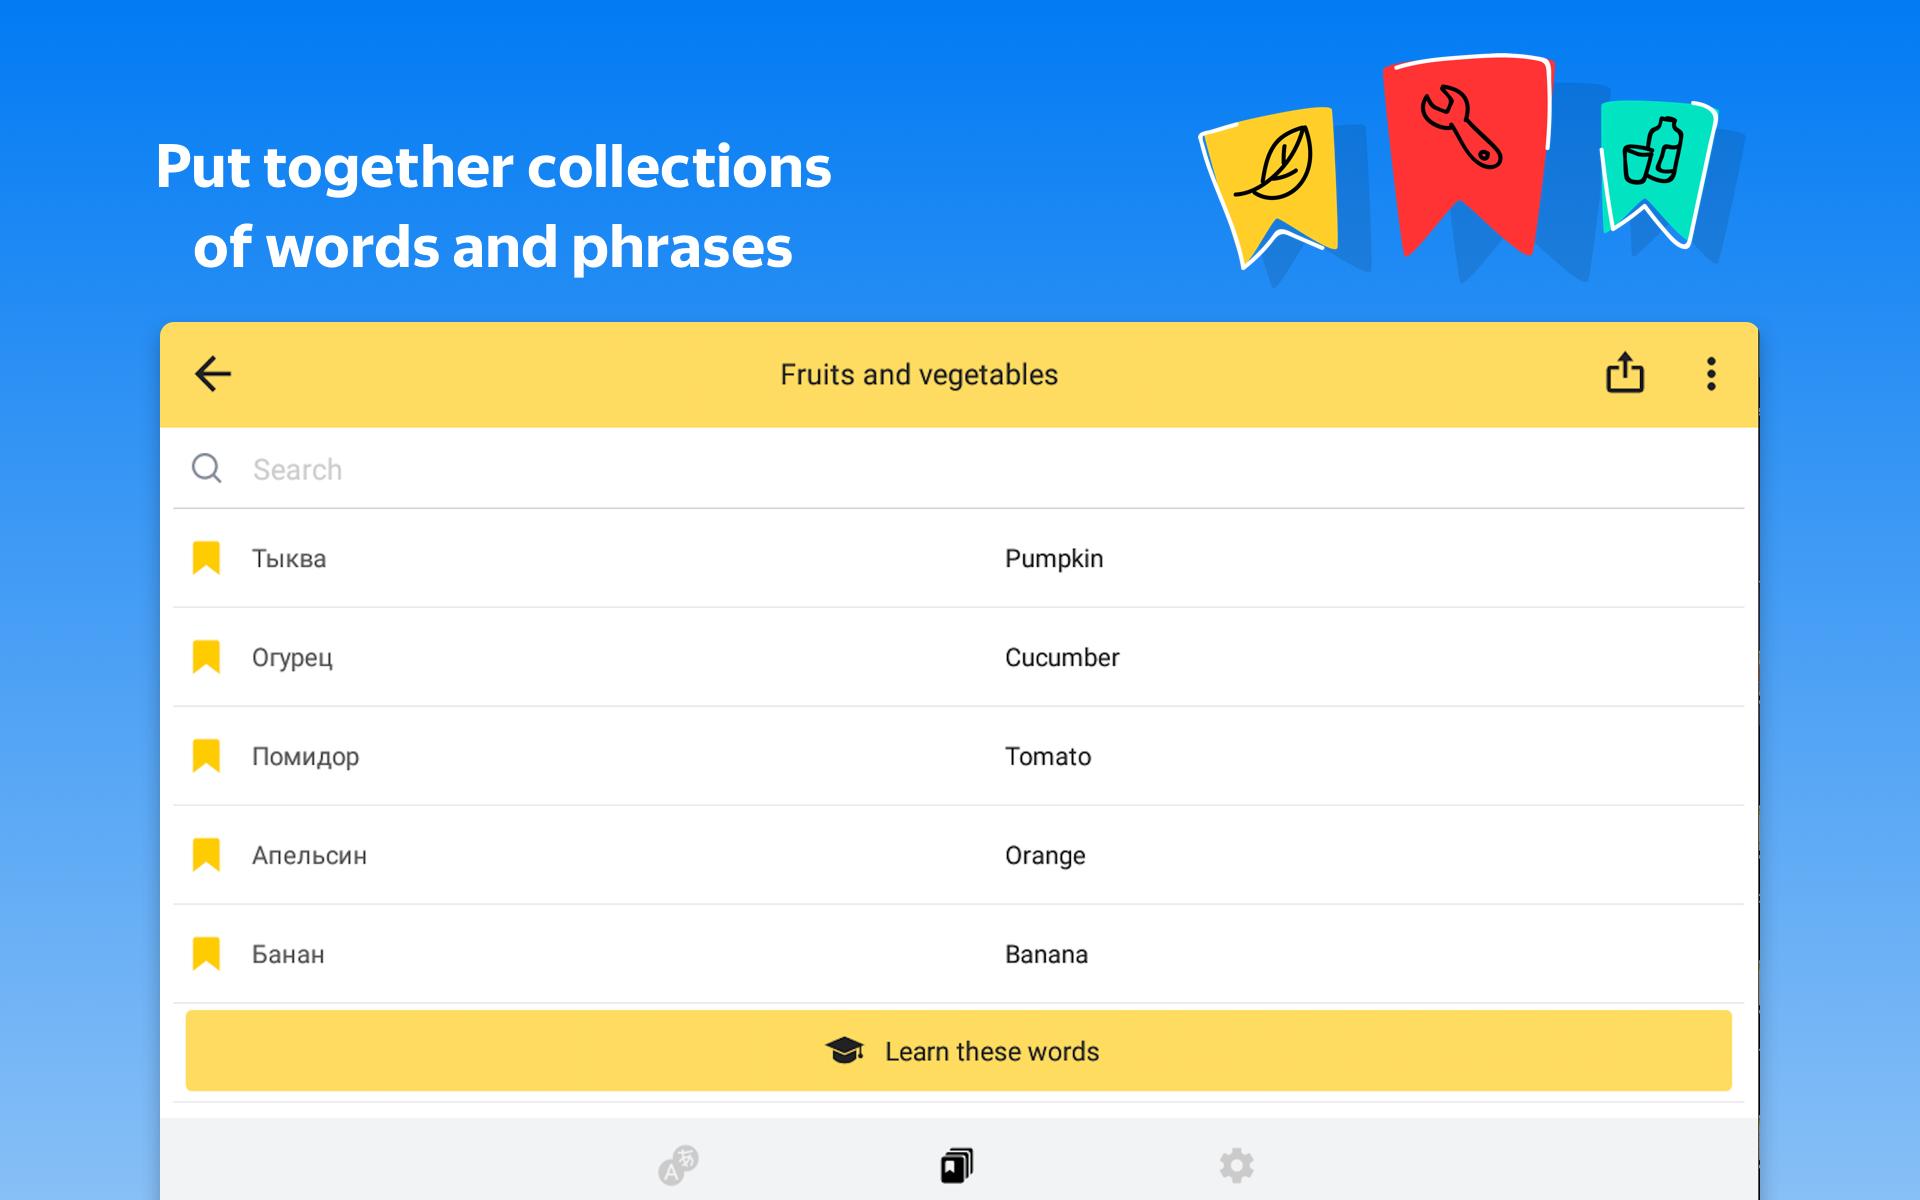 Put together collections
of words and phrases
Fruits and vegetables
Search
Тыква Pumpkin
Огурец Cucumber
Помидор Tomato
Апельсин Orange
Банан Banana
Learn these words
A あ